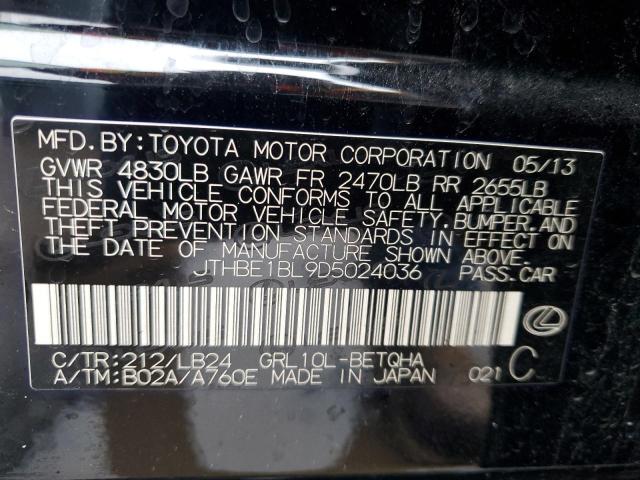 MFD.BY:TOYOTA MOTOR CORPORATION 05/13
GVWR 4830LB GAWR FR 2470LB RR 2655LB
THIS VEHICLE CONFORMS TO ALL APPLICABLE
FEDERAL MOTOR VEHICLE SAFETY,BUMPER,AND
THEFT PREVENTION STANDARDS IN EFFECT ON
THE DATE OF MANUFACTURE SHOWN ABOVE.
JTHBE1BL9D5024036 PASS.CAR
C/TR:212/LB24 GRL10L-BETQHA
A/TM:B02A/A760E MADE IN JAPAN 021 C